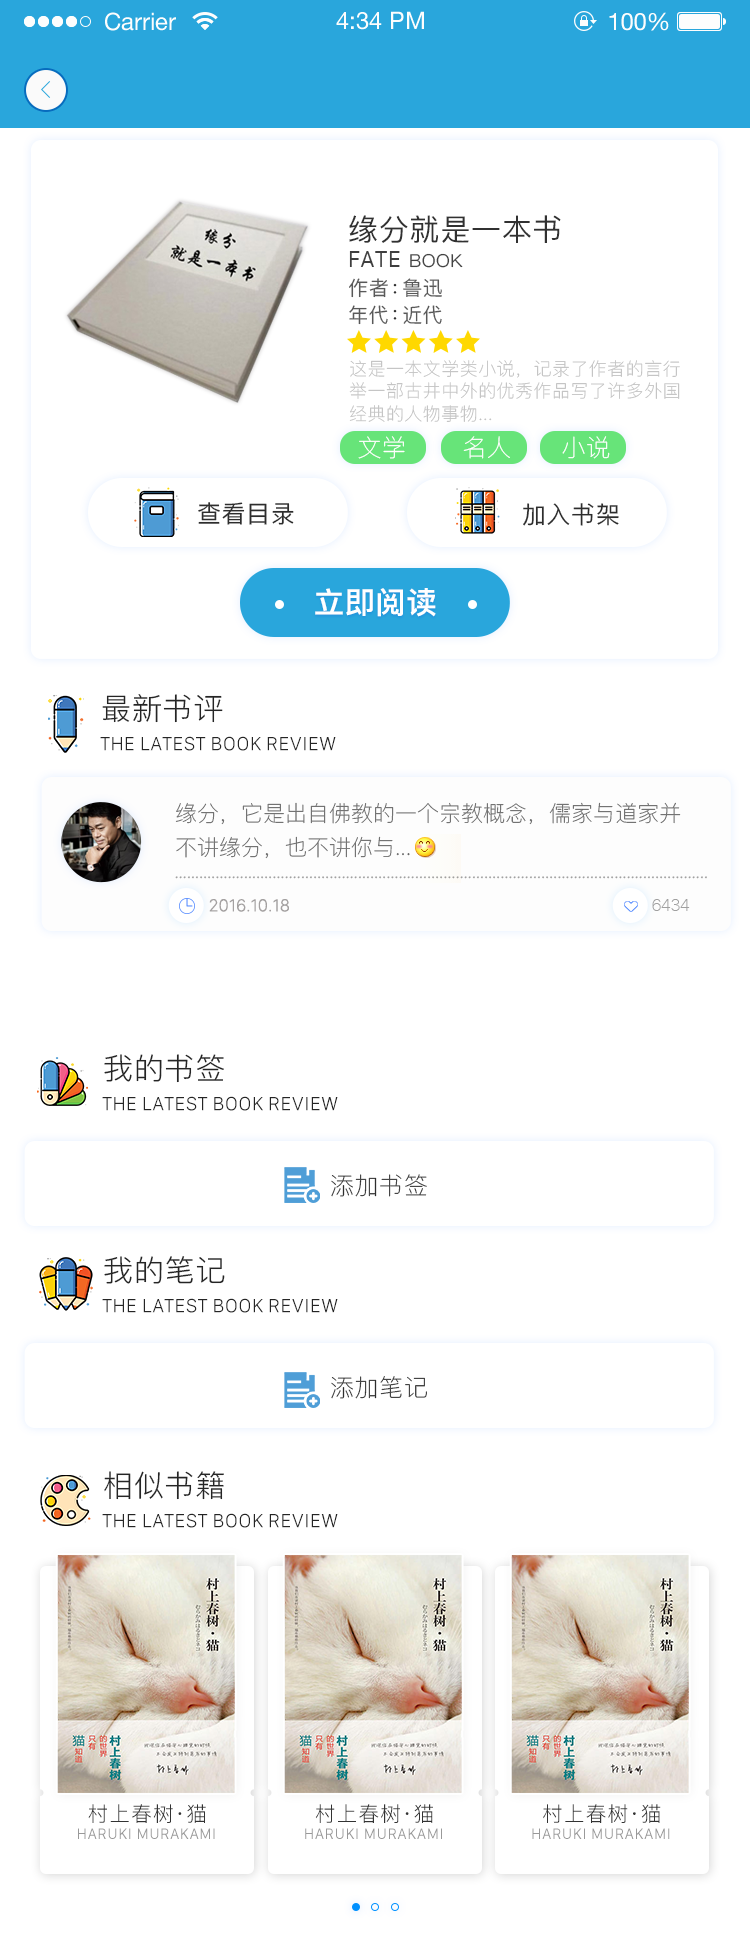 Carrier 4:34 PM 100%
缘分
就是一本书
缘分就是一本书
FATE BOOK
作者:鲁迅
年代:近代
这是一本文学类小说，记录了作者的言行
举一部古井中外的优秀作品写了许多外国
经典的人物事物...
文学 名人 小说
查看目录 加入书架
立即阅读
最新书评
THE LATEST BOOK REVIEW
缘分，它是出自佛教的一个宗教概念，儒家与道家并
不讲缘分，也不讲你与...😊
2016.10.18 6434
我的书签
THE LATEST BOOK REVIEW
添加书签
我的笔记
THE LATEST BOOK REVIEW
添加笔记
相似书籍
THE LATEST BOOK REVIEW
村上春树·猫
村上春树
的世界
只有
猫
知道
村上春树·猫
HARUKI MURAKAMI
村上春树·猫
村上春树
的世界
只有
猫
知道
村上春树·猫
HARUKI MURAKAMI
村上春树·猫
村上春树
的世界
只有
猫
知道
村上春树·猫
HARUKI MURAKAMI